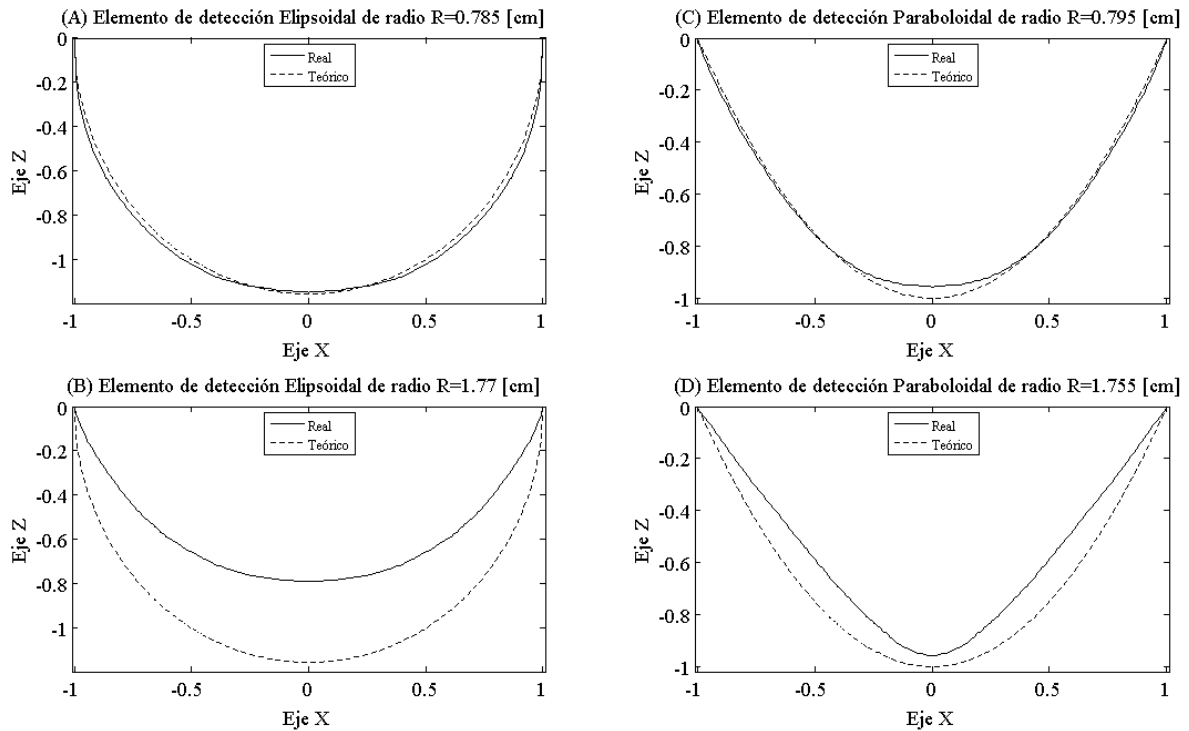 (A) Elemento de detección Elipsoidal de radio R=0.785 [cm]
0
-0.2
-0.4
-0.6
-0.8
-1
Eje Z
Real
Teórico
-1
-0.5
0
0.5
1
Eje X
(C) Elemento de detección Paraboloidal de radio R=0.795 [cm]
0
-0.2
-0.4
-0.6
-0.8
-1
Eje Z
Real
Teórico
-1
-0.5
0
0.5
1
Eje X
(B) Elemento de detección Elipsoidal de radio R=1.77 [cm]
0
-0.2
-0.4
-0.6
-0.8
-1
Eje Z
Real
Teórico
-1
-0.5
0
0.5
1
Eje X
(D) Elemento de detección Paraboloidal de radio R=1.755 [cm]
0
-0.2
-0.4
-0.6
-0.8
-1
Eje Z
Real
Teórico
-1
-0.5
0
0.5
1
Eje X